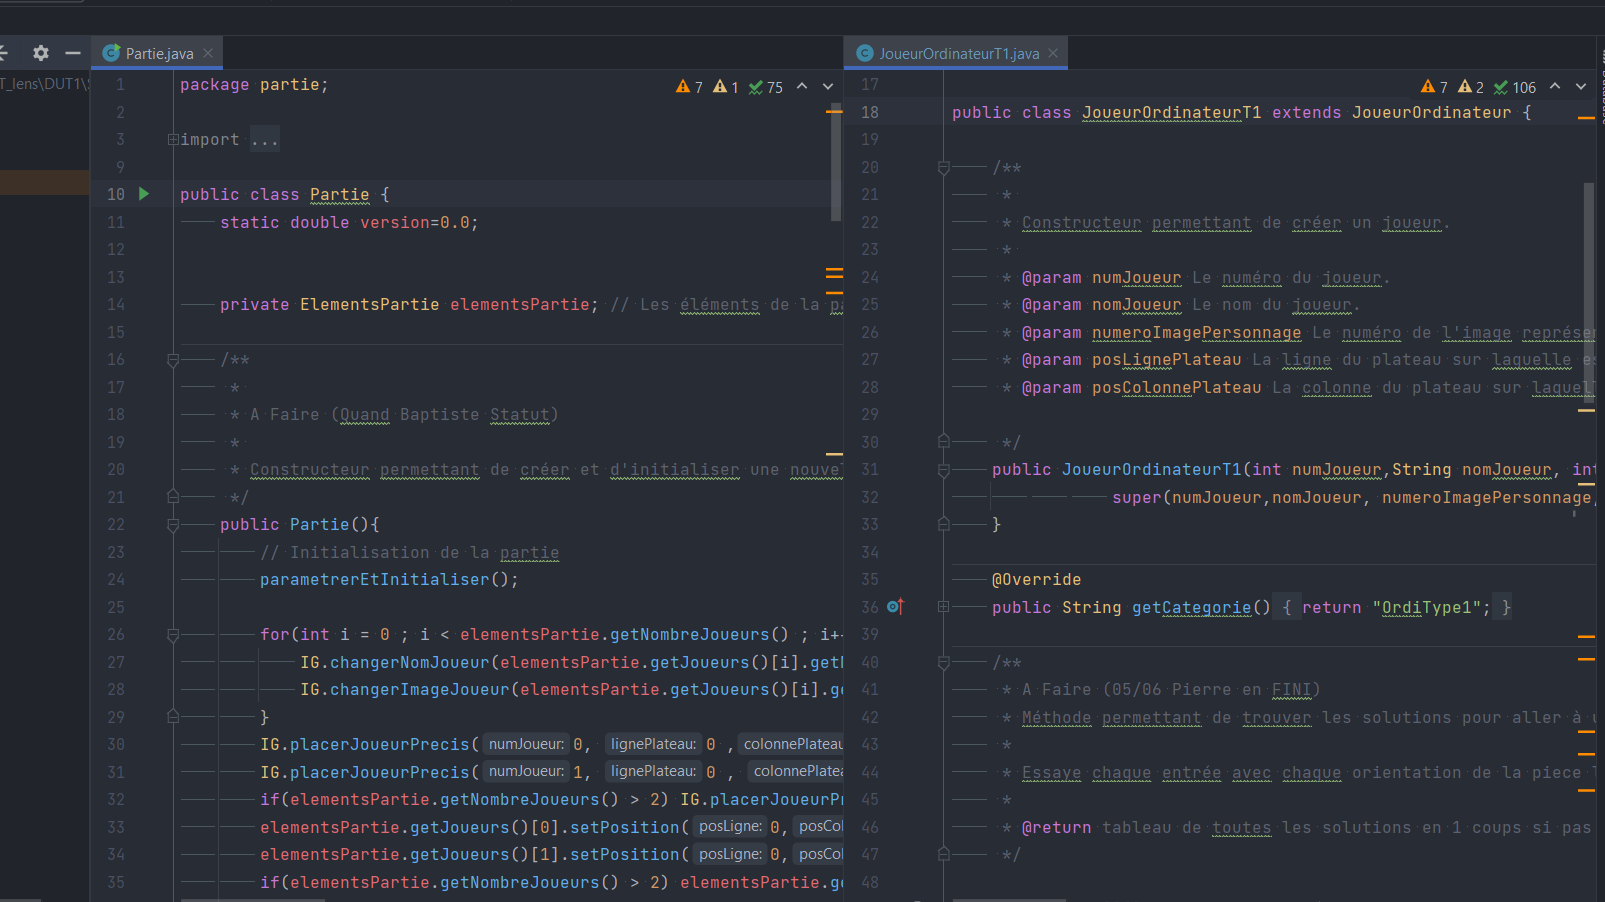 T_lens\DUT1\
Partie.java
7 1 75
1 package partie;
2
3 import ...
9
10 public class Partie {
11 static double version=0.0;
12
13
14 private ElementsPartie elementsPartie; // Les éléments de la
15
16 /**
17 *
18 * A Faire (Quand Baptiste Statut)
19 *
20 * Constructeur permettant de créer et d'initialiser une nouvel
21 */
22 public Partie(){
23 // Initialisation de la partie
24 parametrerEtInitialiser();
25
26 for(int i = 0 ; i < elementsPartie.getNombreJoueurs() ; i+
27 IG.changerNomJoueur(elementsPartie.getJoueurs()[i].get
28 IG.changerImageJoueur(elementsPartie.getJoueurs()[i].g
29 }
30 IG.placerJoueurPrecis( numJoueur: 0, lignePlateau: 0 , colonnePlateau
31 IG.placerJoueurPrecis( numJoueur: 1, lignePlateau: 0 , colonnePlatea
32 if(elementsPartie.getNombreJoueurs() > 2) IG.placerJoueurPr
33 elementsPartie.getJoueurs()[0].setPosition( posLigne: 0, posCol
34 elementsPartie.getJoueurs()[1].setPosition( posLigne: 0, posCol
35 if(elementsPartie.getNombreJoueurs() > 2) elementsPartie.g
JoueurOrdinateurT1.java
7 2 106
17
18 public class JoueurOrdinateurT1 extends JoueurOrdinateur {
19
20 /**
21 *
22 * Constructeur permettant de créer un joueur.
23 *
24 * @param numJoueur Le numéro du joueur.
25 * @param nomJoueur Le nom du joueur.
26 * @param numeroImagePersonnage Le numéro de l'image représe
27 * @param posLignePlateau La ligne du plateau sur laquelle e
28 * @param posColonnePlateau La colonne du plateau sur laquel
29
30 */
31 public JoueurOrdinateurT1(int numJoueur,String nomJoueur, int
32 super(numJoueur,nomJoueur, numeroImagePersonnage,
33 }
34
35 @Override
36 public String getCategorie() { return "OrdiType1"; }
39
40 /**
41 * A Faire (05/06 Pierre en FINI)
42 * Méthode permettant de trouver les solutions pour aller à
43 *
44 * Essaye chaque entrée avec chaque orientation de la piece
45 *
46 * @return tableau de toutes les solutions en 1 coups si pas
47 */
48
Database